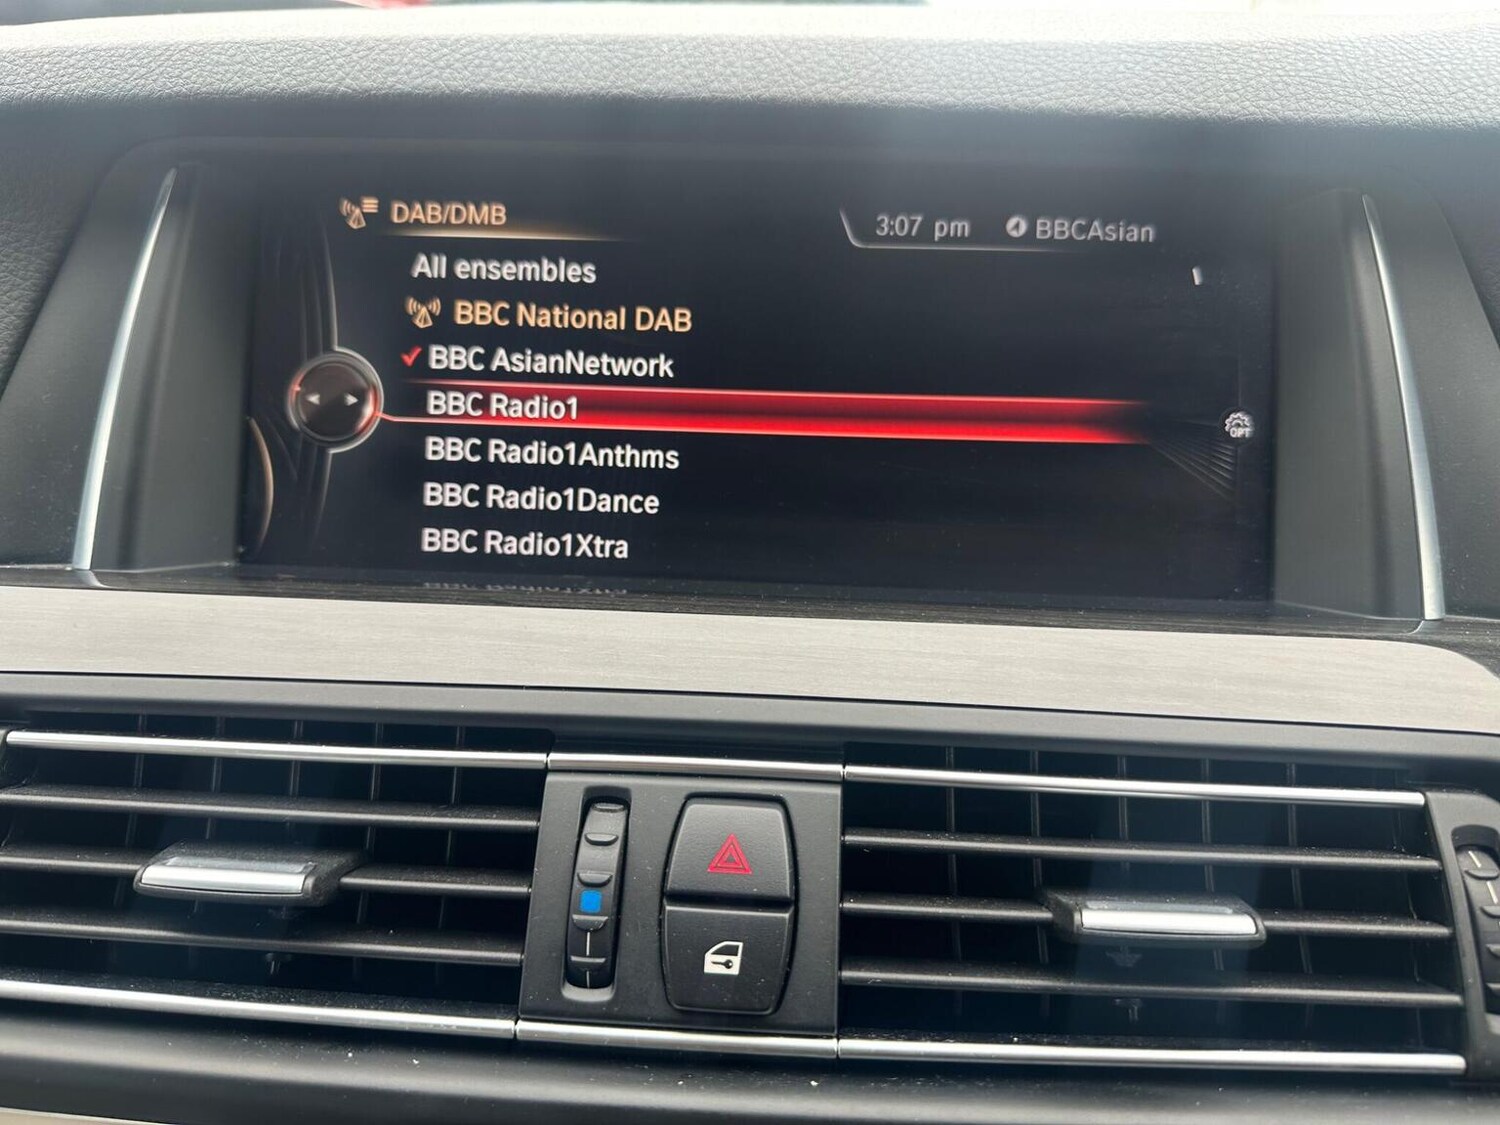 DAB/DMB
3:07 pm BBCAsian
All ensembles
BBC National DAB
BBC AsianNetwork
BBC Radio1
OPT
BBC Radio1Anthms
BBC Radio1Dance
BBC Radio1Xtra